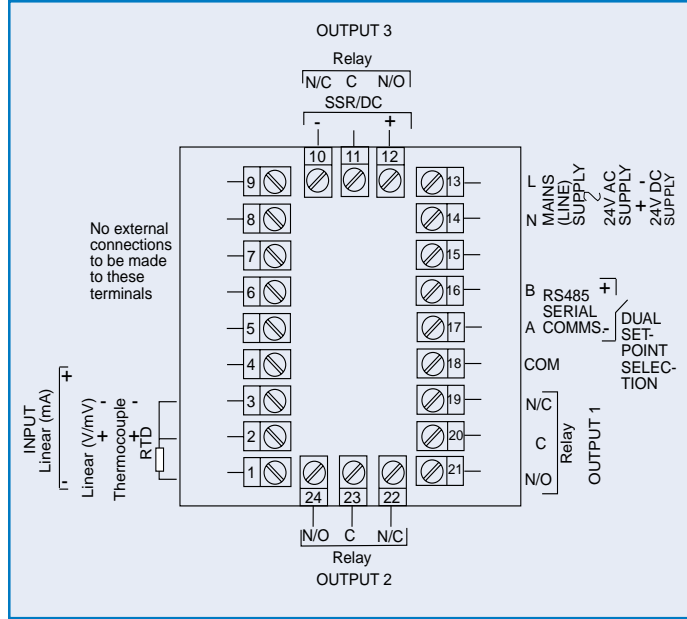 OUTPUT 3
Relay
N/C C N/O
SSR/DC
- +
10 11 12
9
8
7
6
5
4
3
2
1
13
14
15
16
17
18
19
20
21
24 23 22
N/O C N/C
Relay
OUTPUT 2
No external
connections
to be made
to these
terminals
INPUT
Linear (mA)
+
-
Linear (V/mV)
+ -
Thermocouple
+ -
RTD
L
N
MAINS
(LINE)
SUPPLY
24V AC
SUPPLY
+ -
24V DC
SUPPLY
B
A
RS485
SERIAL
COMMS.
+
-
DUAL
SET-
POINT
SELEC-
TION
COM
N/C
C
N/O
Relay
OUTPUT 1